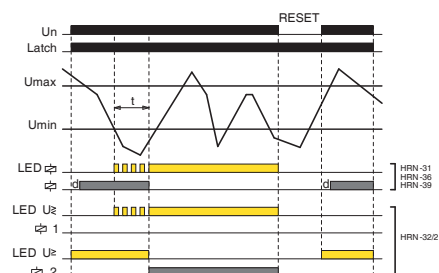 RESET
Un
Latch
Umax
t
Umin
LED
HRN-31
HRN-36
d
d
HRN-39
LED U≷
1
HRN-32/2
LED U≥
2